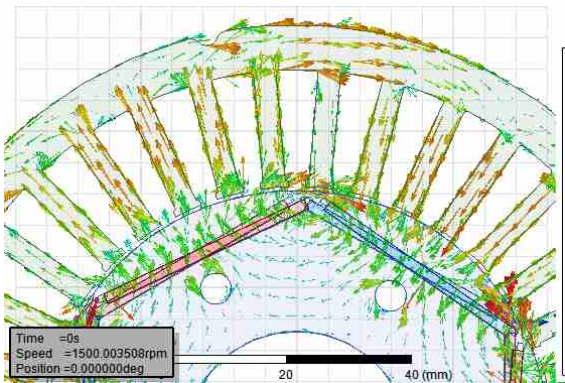 Time =0s
Speed =1500.003508rpm
Position =0.000000deg
20
40 (mm)